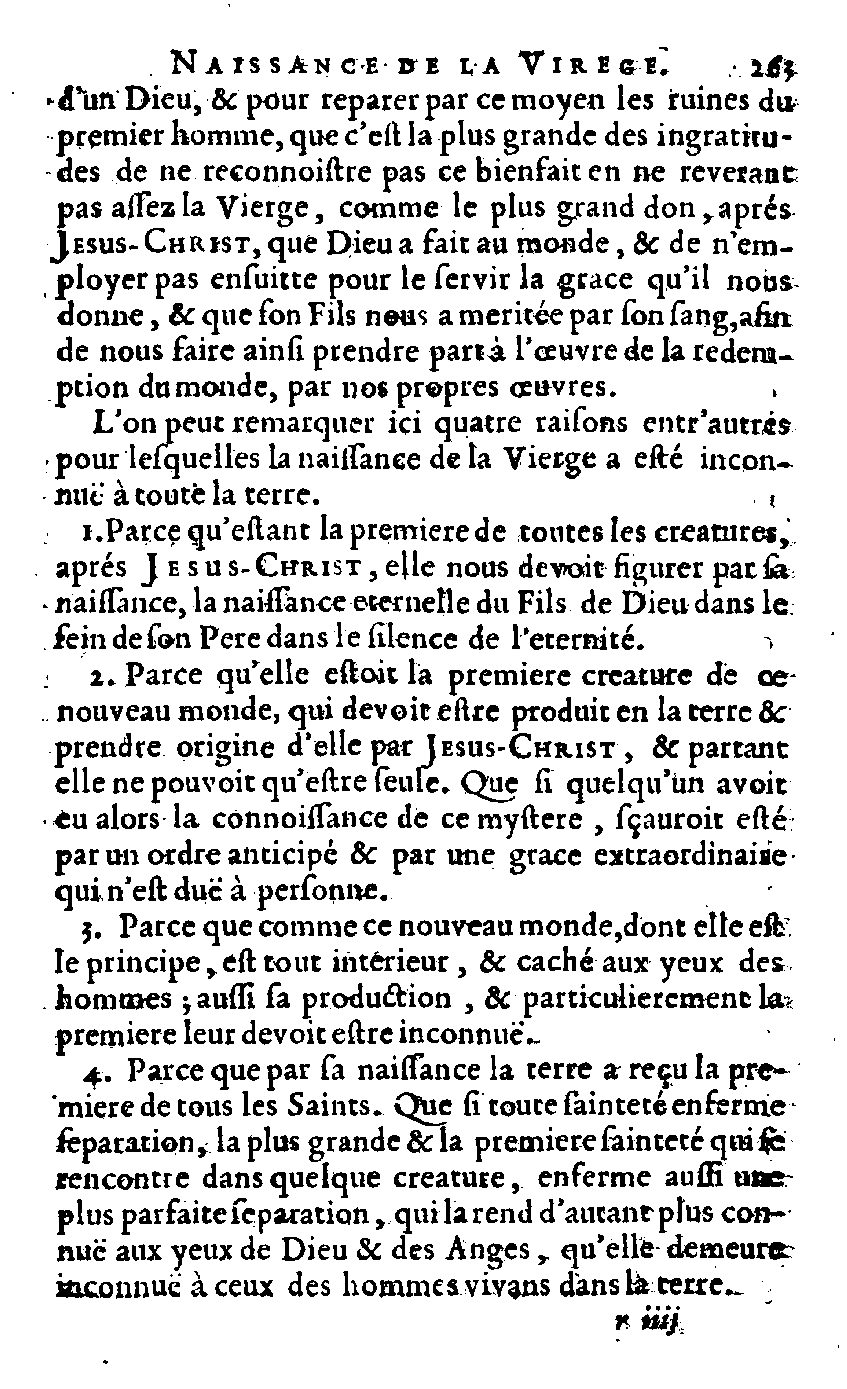 NAISSANCE DE LA VIREGE. 263
d'un Dieu, & pour reparer par ce moyen les ruines du
premier homme, que c'eſt la plus grande des ingratitu-
des de ne reconnoiſtre pas ce bienfait en ne reverant
pas aſſez la Vierge, comme le plus grand don, aprés
JESUS-CHRIST, que Dieu a fait au monde, & de n'em-
ployer pas enſuitte pour le ſervir la grace qu'il nous
donne, & que ſon Fils nous a meritée par ſon ſang, afin
de nous faire ainſi prendre part à l'œuvre de la redem-
ption du monde, par nos propres œuvres.
L'on peut remarquer ici quatre raiſons entr'autrés
pour leſquelles la naiſſance de la Vierge a eſté incon-
nuë à toute la terre.
1. Parce qu'eſtant la premiere de toutes les creatures,
aprés JESUS-CHRIST, elle nous devoit figurer par ſa
naiſſance, la naiſſance eternelle du Fils de Dieu dans le
ſein de ſon Pere dans le ſilence de l'eternité.
2. Parce qu'elle eſtoit la premiere creature de ce
nouveau monde, qui devoit eſtre produit en la terre &
prendre origine d'elle par JESUS-CHRIST, & partant
elle ne pouvoit qu'eſtre ſeule. Que ſi quelqu'un avoit
eu alors la connoiſſance de ce myſtere, ſçauroit eſté
par un ordre anticipé & par une grace extraordinaire
qui n'eſt duë à perſonne.
3. Parce que comme ce nouveau monde, dont elle eſt
le principe, eſt tout intérieur, & caché aux yeux des
hommes ; auſſi ſa production, & particulierement la
premiere leur devoit eſtre inconnuë.
4. Parce que par ſa naiſſance la terre a reçu la pre-
miere de tous les Saints. Que ſi toute ſainteté enferme
ſeparation, la plus grande & la premiere ſainteté qui ſe
rencontre dans quelque creature, enferme auſſi une
plus parfaite ſeparation, qui la rend d'autant plus con-
nuë aux yeux de Dieu & des Anges, qu'elle demeure
inconnuë à ceux des hommes vivans dans la terre.
r iiij